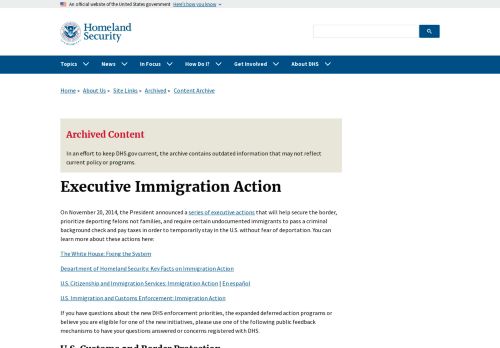 An official website of the United States government Here's how you know
Homeland
Security
Topics News In Focus How Do I? Get Involved About DHS
Home » About Us » Site Links » Archived » Content Archive
Archived Content
In an effort to keep DHS.gov current, the archive contains outdated information that may not reflect
current policy or programs.
Executive Immigration Action
On November 20, 2014, the President announced a series of executive actions that will help secure the border,
prioritize deporting felons not families, and require certain undocumented immigrants to pass a criminal
background check and pay taxes in order to temporarily stay in the U.S. without fear of deportation. You can
learn more about these actions here:
The White House: Fixing the System
Department of Homeland Security: Key Facts on Immigration Action
U.S. Citizenship and Immigration Services: Immigration Action | En español
U.S. Immigration and Customs Enforcement: Immigration Action
If you have questions about the new DHS enforcement priorities, the expanded deferred action programs or
believe you are eligible for one of the new initiatives, please use one of the following public feedback
mechanisms to have your questions answered or concerns registered with DHS.
U.S. Customs and Border Protection